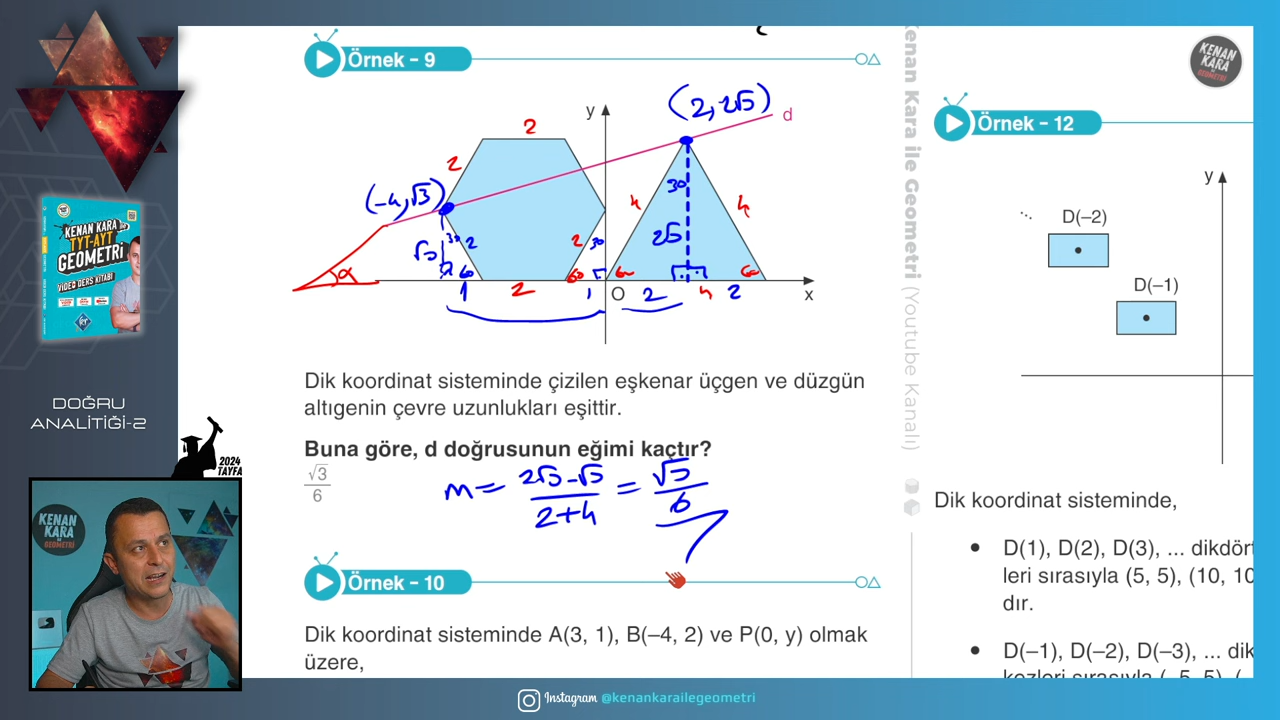 Örnek - 9
KENAN KARA
ile
GEOMETRİ
y
(2, 2√3)
d
2
2
(-4,√3)
30
4
4
√3
30
2
2
30
2√3
60
60
60
60
1
2
1
O
2
4
2
x
Dik koordinat sisteminde çizilen eşkenar üçgen ve düzgün
altıgenin çevre uzunlukları eşittir.
Buna göre, d doğrusunun eğimi kaçtır?
√3/6
m = 2√3-√3/2+4 = √3/6
Örnek - 10
Dik koordinat sisteminde A(3, 1), B(–4, 2) ve P(0, y) olmak
üzere,
enan Kara ile Geometri (Youtube Kanalı)
Örnek - 12
y
D(-2)
D(-1)
Dik koordinat sisteminde,
• D(1), D(2), D(3), ... dikdört
leri sırasıyla (5, 5), (10, 10
dır.
• D(–1), D(–2), D(–3), ... dik
KENAN KARA
TYT-AYT
GEOMETRİ
VİDEO DERS KİTABI
DOĞRU
ANALİTİĞİ-2
2024
TAYFA
KENAN
KARA
ile
GEOMETRİ
Instagram @kenankarailegeometri